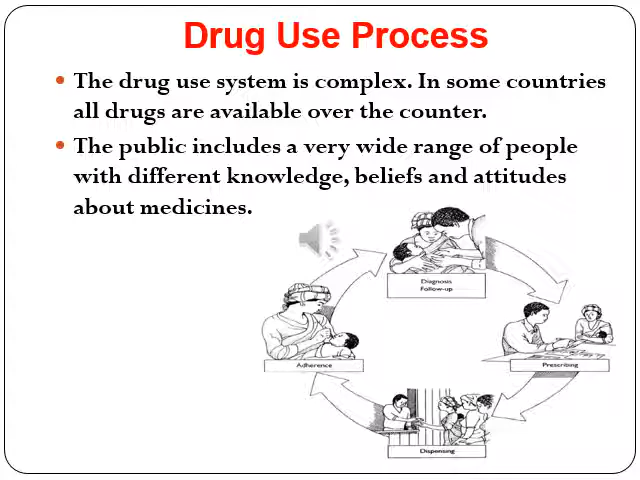 Drug Use Process
The drug use system is complex. In some countries
all drugs are available over the counter.
The public includes a very wide range of people
with different knowledge, beliefs and attitudes
about medicines.
Diagnosis
Follow-up
Adherence
Prescribing
Dispensing